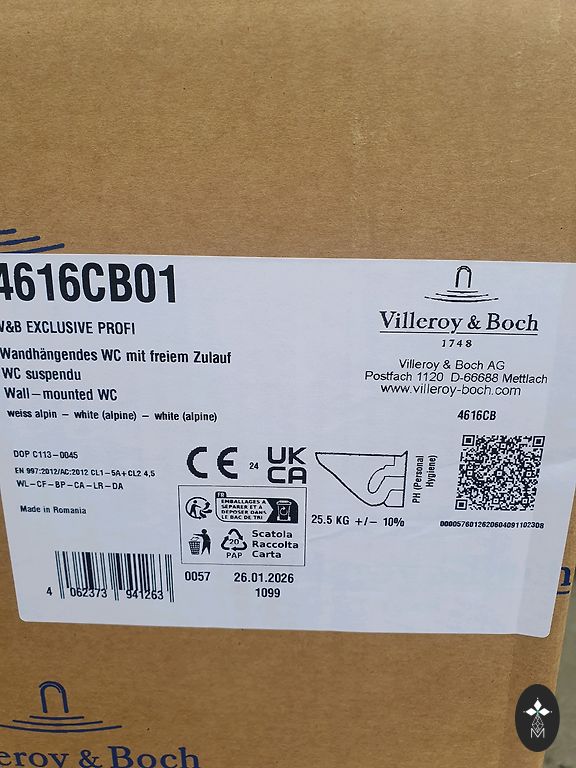 4616CB01
V&B EXCLUSIVE PROFI
Wandhängendes WC mit freiem Zulauf
WC suspendu
Wall-mounted WC
weiss alpin - white (alpine) - white (alpine)
Villeroy & Boch
1748
Villeroy & Boch AG
Postfach 1120 D-66688 Mettlach
www.villeroy-boch.com
4616CB
DOP C113-0045
EN 997:2012/AC:2012 CL1-5A+CL2 4,5
WL-CF-BP-CA-LR-DA
Made in Romania
CE 24 UK CA
FR
EMBALLAGES À
SÉPARER ET À
DÉPOSER DANS
LE BAC DE TRI
20
PAP
Scatola
Raccolta
Carta
25.5 KG +/- 10%
PH (Personal
Hygiene)
0000576012620604091102308
4 062373 941263
0057 26.01.2026
1099
leroy & Boch
M